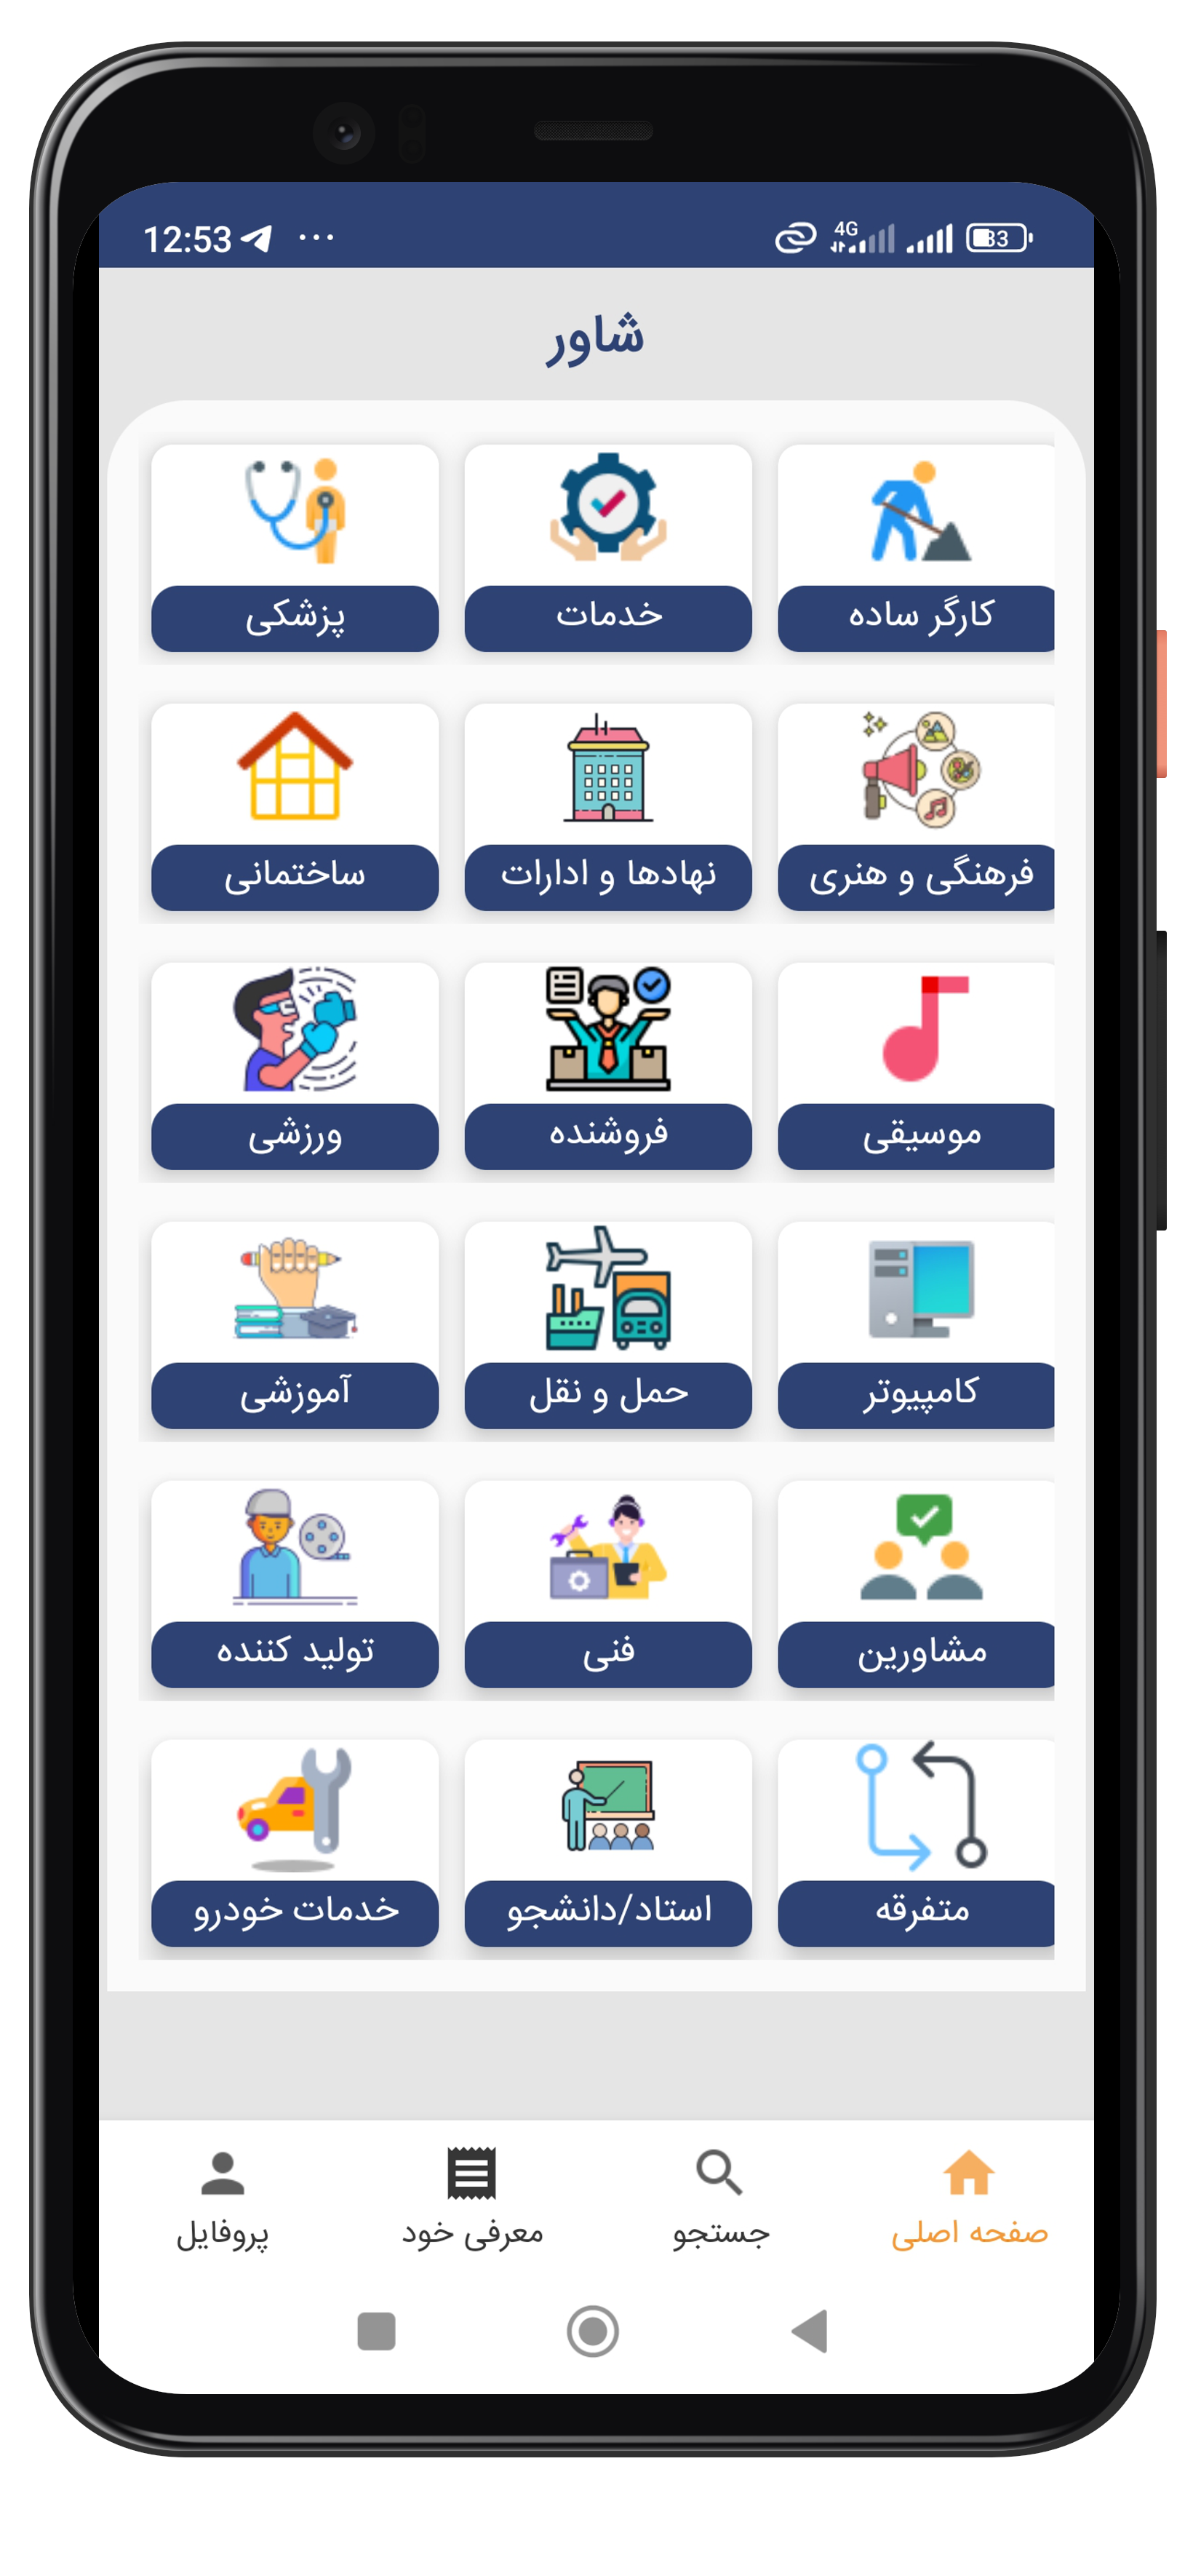 12:53
4G
33
شاور
کارگر ساده
خدمات
پزشکی
فرهنگی و هنری
نهادها و ادارات
ساختمانی
موسیقی
فروشنده
ورزشی
کامپیوتر
حمل و نقل
آموزشی
مشاورین
فنی
تولید کننده
متفرقه
استاد/دانشجو
خدمات خودرو
صفحه اصلی
جستجو
معرفی خود
پروفایل